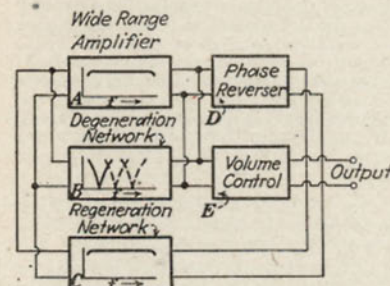 Wide Range
Amplifier
A
f
Phase
Reverser
D
Degeneration
Network
B
f
Volume
Control
E
Output
Regeneration
Network
f